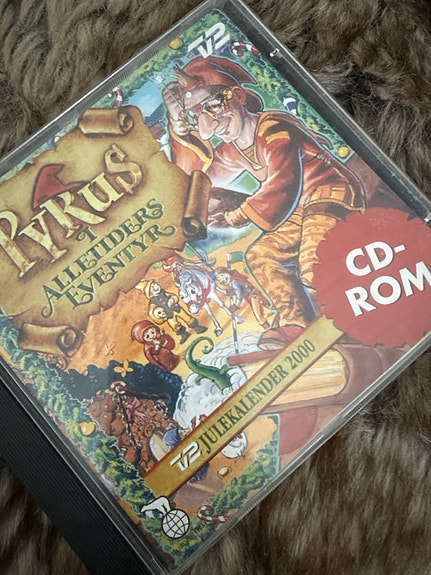 TV2
PYRUS
I
ALLETIDERS
EVENTYR
CD-
ROM
TV2 JULEKALENDER 2000